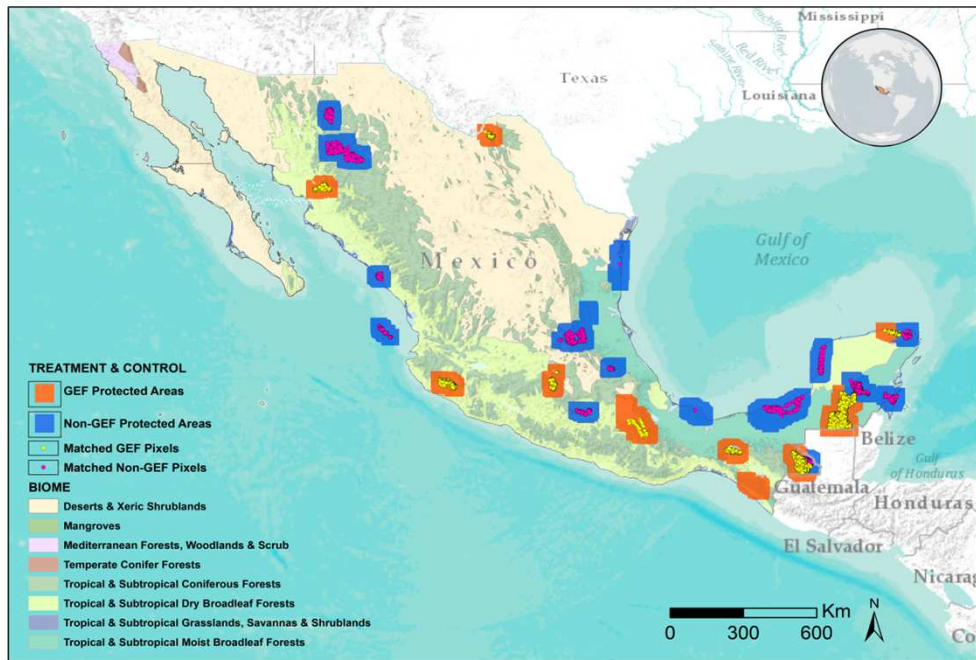 Mississippi
Red River
Texas
Louisiana
Gulf of
Mexico
Mexico
Belize
Gulf
of Honduras
Guatemala
Honduras
El Salvador
Nicarag
Co
TREATMENT & CONTROL
GEF Protected Areas
Non-GEF Protected Areas
Matched GEF Pixels
Matched Non-GEF Pixels
BIOME
Deserts & Xeric Shrublands
Mangroves
Mediterranean Forests, Woodlands & Scrub
Temperate Conifer Forests
Tropical & Subtropical Coniferous Forests
Tropical & Subtropical Dry Broadleaf Forests
Tropical & Subtropical Grasslands, Savannas & Shrublands
Tropical & Subtropical Moist Broadleaf Forests
Km
0 300 600
N